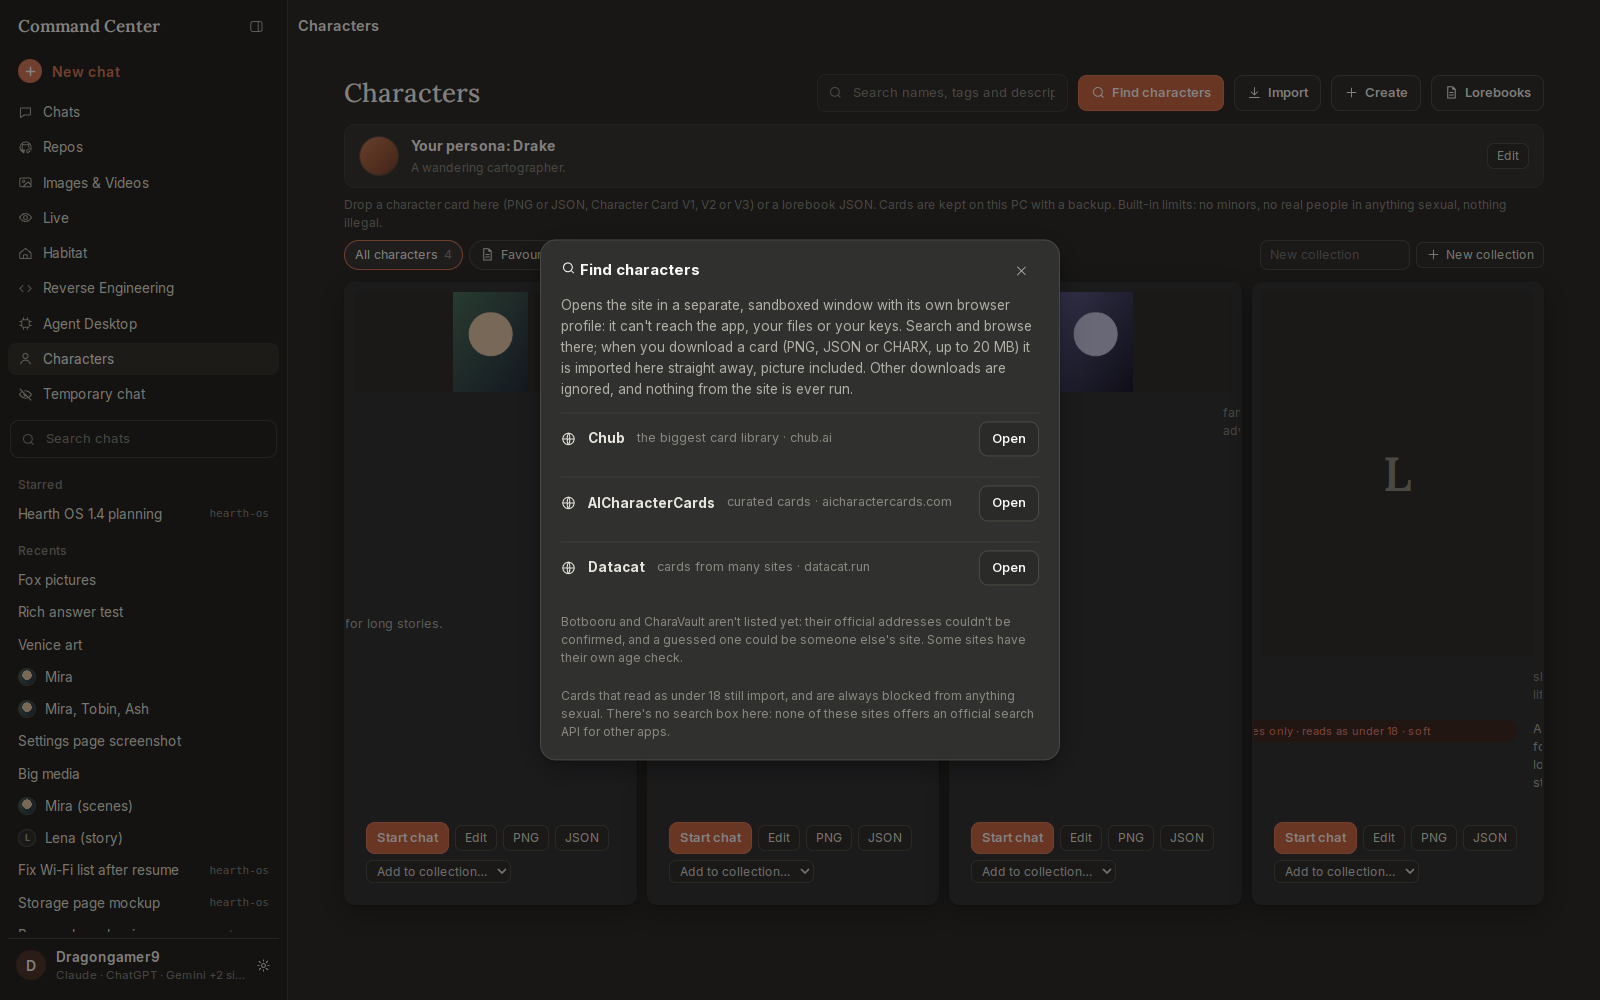 Command Center
Characters
New chat
Chats
Repos
Images & Videos
Live
Habitat
Reverse Engineering
Agent Desktop
Characters
Temporary chat
Search chats
Starred
Hearth OS 1.4 planning hearth-os
Recents
Fox pictures
Rich answer test
Venice art
Mira
Mira, Tobin, Ash
Settings page screenshot
Big media
Mira (scenes)
L Lena (story)
Fix Wi-Fi list after resume hearth-os
Storage page mockup hearth-os
D Dragongamer9
Claude · ChatGPT · Gemini +2 si...
Characters
Search names, tags and descrip
Find characters
Import
Create
Lorebooks
Your persona: Drake
A wandering cartographer.
Edit
Drop a character card here (PNG or JSON, Character Card V1, V2 or V3) or a lorebook JSON. Cards are kept on this PC with a backup. Built-in limits: no minors, no real people in anything sexual, nothing
illegal.
All characters 4
Favour
New collection
New collection
Find characters
Opens the site in a separate, sandboxed window with its own browser
profile: it can't reach the app, your files or your keys. Search and browse
there; when you download a card (PNG, JSON or CHARX, up to 20 MB) it
is imported here straight away, picture included. Other downloads are
ignored, and nothing from the site is ever run.
Chub the biggest card library · chub.ai Open
AICharacterCards curated cards · aicharactercards.com Open
Datacat cards from many sites · datacat.run Open
Botbooru and CharaVault aren't listed yet: their official addresses couldn't be
confirmed, and a guessed one could be someone else's site. Some sites have
their own age check.
Cards that read as under 18 still import, and are always blocked from anything
sexual. There's no search box here: none of these sites offers an official search
API for other apps.
for long stories.
L
es only · reads as under 18 · soft
Start chat Edit PNG JSON
Add to collection...
Start chat Edit PNG JSON
Add to collection...
Start chat Edit PNG JSON
Add to collection...
Start chat Edit PNG JSON
Add to collection...